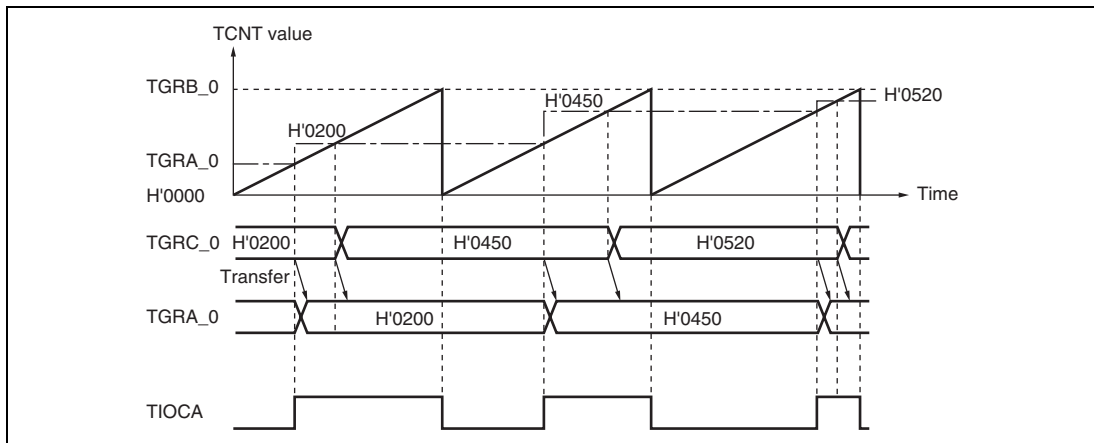 TCNT value
TGRB_0
H'0520
H'0450
H'0200
TGRA_0
H'0000
Time
TGRC_0 H'0200 H'0450 H'0520
Transfer
TGRA_0 H'0200 H'0450
TIOCA